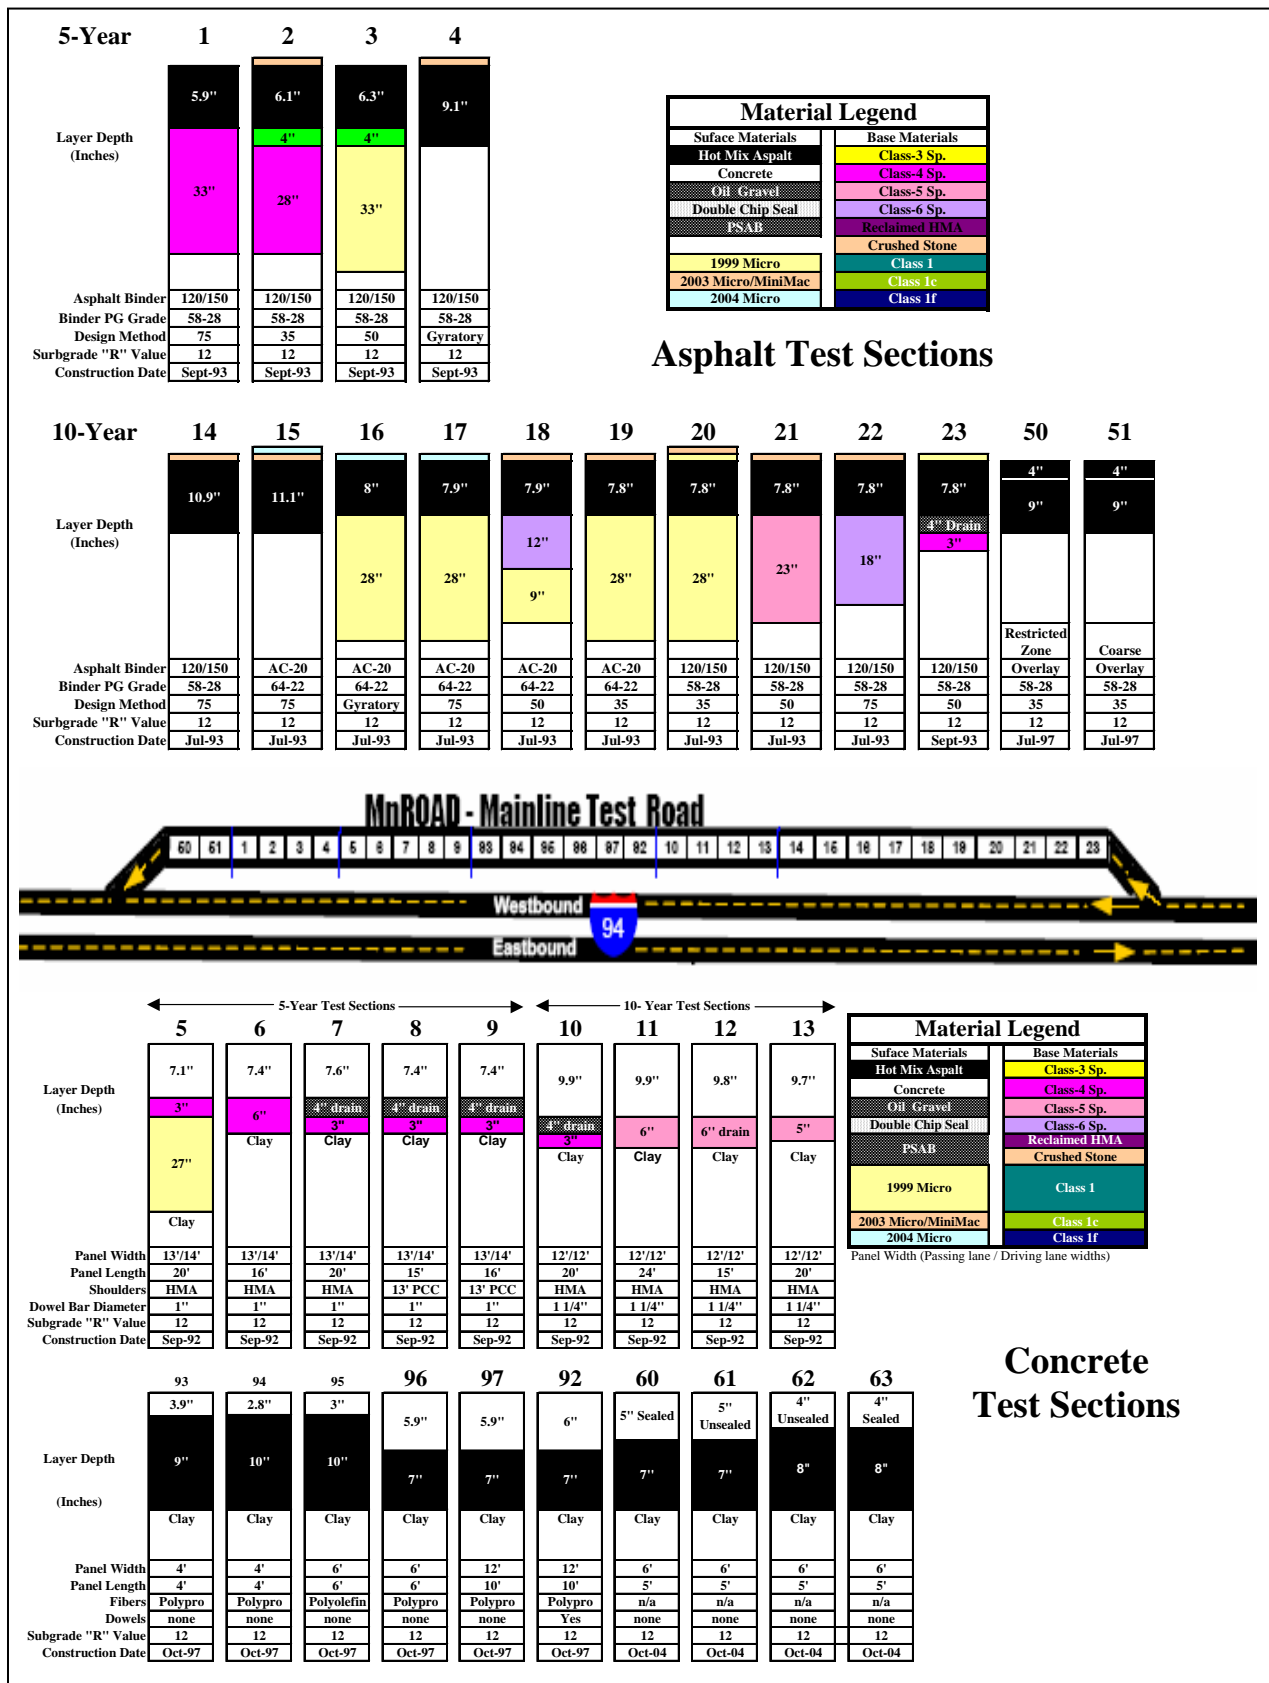 5-Year 1 2 3 4
5.9" 6.1" 6.3" 9.1"
Layer Depth 4" 4"
(Inches)
33" 28" 33"
Asphalt Binder 120/150 120/150 120/150 120/150
Binder PG Grade 58-28 58-28 58-28 58-28
Design Method 75 35 50 Gyratory
Surbgrade "R" Value 12 12 12 12
Construction Date Sept-93 Sept-93 Sept-93 Sept-93
Material Legend
Suface Materials Base Materials
Hot Mix Aspalt Class-3 Sp.
Concrete Class-4 Sp.
Oil Gravel Class-5 Sp.
Double Chip Seal Class-6 Sp.
PSAB Reclaimed HMA
Crushed Stone
1999 Micro Class 1
2003 Micro/MiniMac Class 1c
2004 Micro Class 1f
Asphalt Test Sections
10-Year 14 15 16 17 18 19 20 21 22 23 50 51
10.9" 11.1" 8" 7.9" 7.9" 7.8" 7.8" 7.8" 7.8" 7.8" 4" 4"
9" 9"
Layer Depth 4" Drain
(Inches) 12" 3"
28" 28" 9" 28" 28" 23" 18"
Restricted
Zone Coarse
Asphalt Binder 120/150 AC-20 AC-20 AC-20 AC-20 AC-20 120/150 120/150 120/150 120/150 Overlay Overlay
Binder PG Grade 58-28 64-22 64-22 64-22 64-22 64-22 58-28 58-28 58-28 58-28 58-28 58-28
Design Method 75 75 Gyratory 75 50 35 35 50 75 50 35 35
Surbgrade "R" Value 12 12 12 12 12 12 12 12 12 12 12 12
Construction Date Jul-93 Jul-93 Jul-93 Jul-93 Jul-93 Jul-93 Jul-93 Jul-93 Jul-93 Sept-93 Jul-97 Jul-97
MnROAD - Mainline Test Road
50 51 1 2 3 4 5 6 7 8 9 93 94 95 96 97 92 10 11 12 13 14 15 16 17 18 19 20 21 22 23
Westbound
94
Eastbound
5-Year Test Sections 10- Year Test Sections
5 6 7 8 9 10 11 12 13
7.1" 7.4" 7.6" 7.4" 7.4" 9.9" 9.9" 9.8" 9.7"
Layer Depth
(Inches) 3" 6" 4" drain 4" drain 4" drain
3" 3" 3" 4" drain 6" 6" drain 5"
Clay Clay Clay Clay 3"
27" Clay Clay Clay Clay
Clay
Panel Width 13'/14' 13'/14' 13'/14' 13'/14' 13'/14' 12'/12' 12'/12' 12'/12' 12'/12'
Panel Length 20' 16' 20' 15' 16' 20' 24' 15' 20'
Shoulders HMA HMA HMA 13' PCC 13' PCC HMA HMA HMA HMA
Dowel Bar Diameter 1" 1" 1" 1" 1" 1 1/4" 1 1/4" 1 1/4" 1 1/4"
Subgrade "R" Value 12 12 12 12 12 12 12 12 12
Construction Date Sep-92 Sep-92 Sep-92 Sep-92 Sep-92 Sep-92 Sep-92 Sep-92 Sep-92
Material Legend
Suface Materials Base Materials
Hot Mix Aspalt Class-3 Sp.
Concrete Class-4 Sp.
Oil Gravel Class-5 Sp.
Double Chip Seal Class-6 Sp.
PSAB Reclaimed HMA
Crushed Stone
1999 Micro Class 1
2003 Micro/MiniMac Class 1c
2004 Micro Class 1f
Panel Width (Passing lane / Driving lane widths)
Concrete
Test Sections
93 94 95 96 97 92 60 61 62 63
3.9" 2.8" 3" 5.9" 5.9" 6" 5" Sealed 5" Unsealed 4" Unsealed 4" Sealed
Layer Depth 9" 10" 10" 7" 7" 7" 7" 7" 8" 8"
(Inches)
Clay Clay Clay Clay Clay Clay Clay Clay Clay Clay
Panel Width 4' 4' 6' 6' 12' 12' 6' 6' 6' 6'
Panel Length 4' 4' 6' 6' 10' 10' 5' 5' 5' 5'
Fibers Polypro Polypro Polyolefin Polypro Polypro Polypro n/a n/a n/a n/a
Dowels none none none none none Yes none none none none
Subgrade "R" Value 12 12 12 12 12 12 12 12 12 12
Construction Date Oct-97 Oct-97 Oct-97 Oct-97 Oct-97 Oct-97 Oct-04 Oct-04 Oct-04 Oct-04